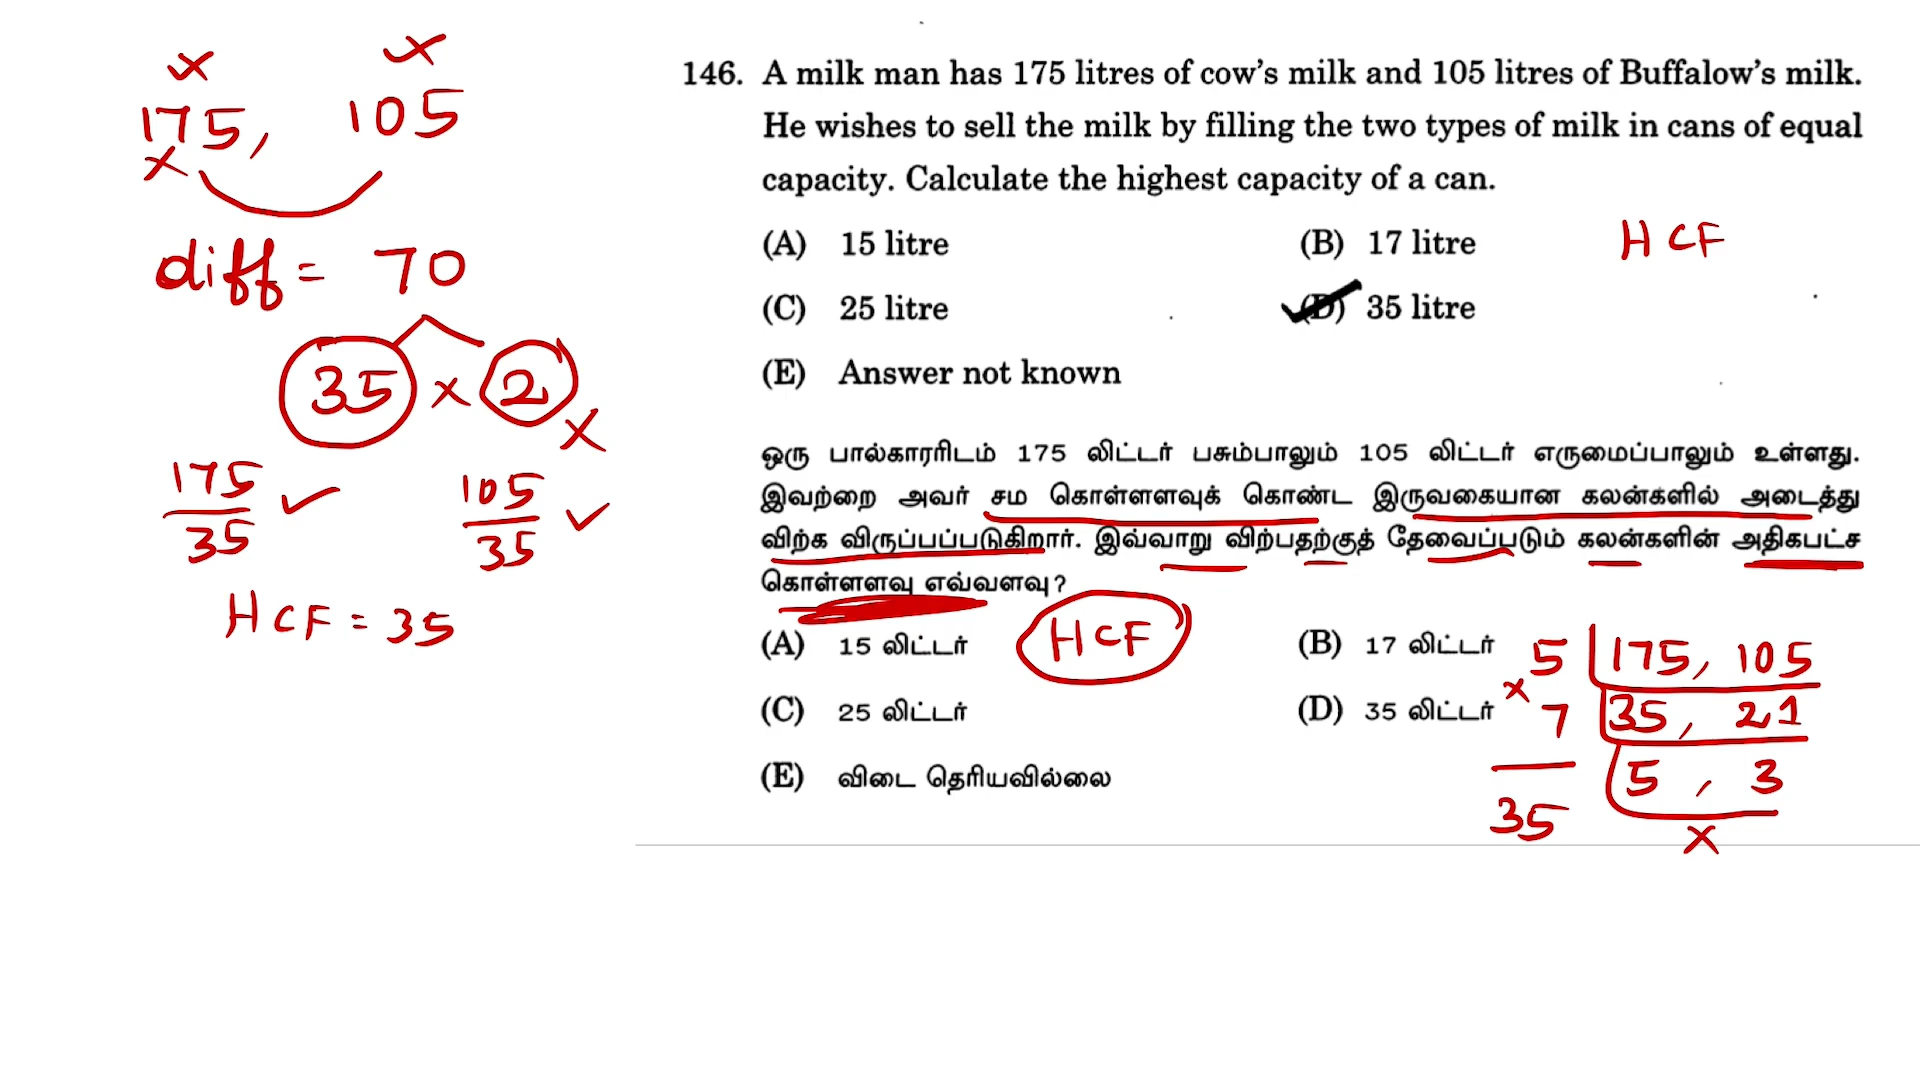 175, 105
diff = 70
35 x 2
175/35 105/35
HCF = 35
146. A milk man has 175 litres of cow's milk and 105 litres of Buffalow's milk.
He wishes to sell the milk by filling the two types of milk in cans of equal
capacity. Calculate the highest capacity of a can.
(A) 15 litre (B) 17 litre HCF
(C) 25 litre (D) 35 litre
(E) Answer not known
ஒரு பால்காரரிடம் 175 லிட்டர் பசும்பாலும் 105 லிட்டர் எருமைப்பாலும் உள்ளது.
இவற்றை அவர் சம கொள்ளளவுக் கொண்ட இருவகையான கலன்களில் அடைத்து
விற்க விருப்பப்படுகிறார். இவ்வாறு விற்பதற்குத் தேவைப்படும் கலன்களின் அதிகபட்ச
கொள்ளளவு எவ்வளவு?
(A) 15 லிட்டர் HCF (B) 17 லிட்டர்
(C) 25 லிட்டர் (D) 35 லிட்டர்
(E) விடை தெரியவில்லை
5 175, 105
x 7 35, 21
5 , 3
35
x